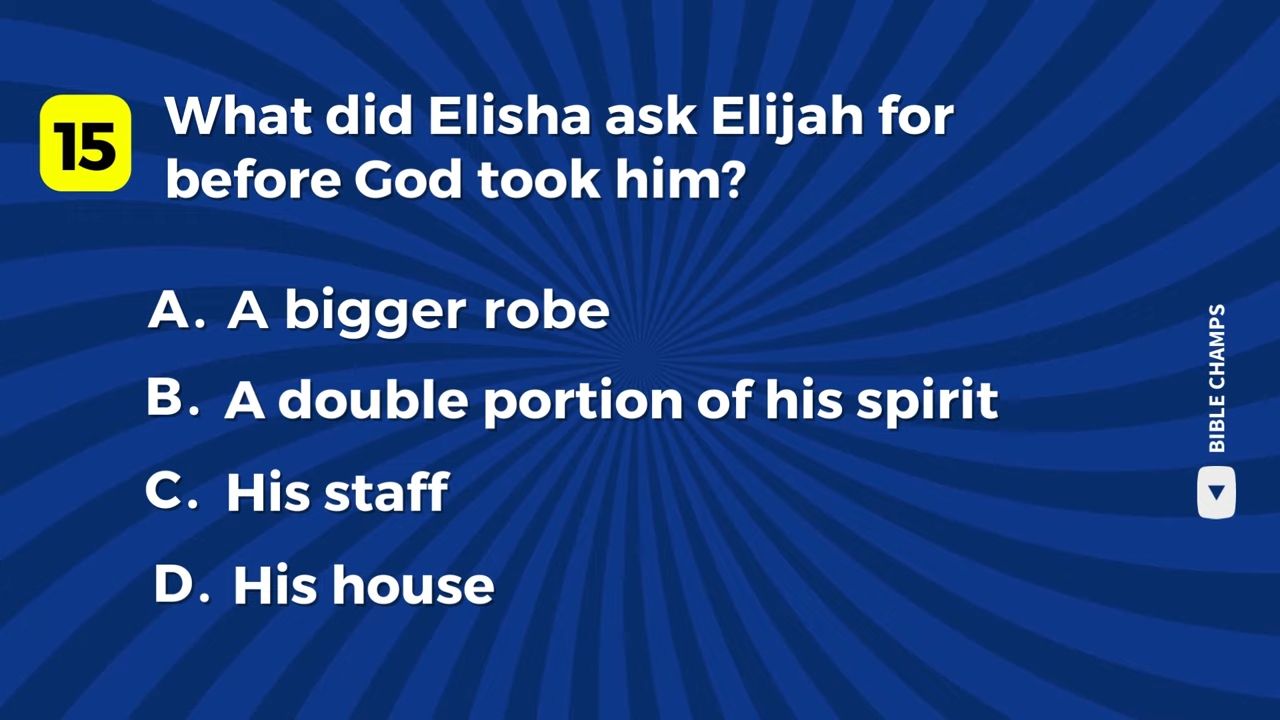 15
What did Elisha ask Elijah for
before God took him?
A. A bigger robe
B. A double portion of his spirit
C. His staff
D. His house
BIBLE CHAMPS